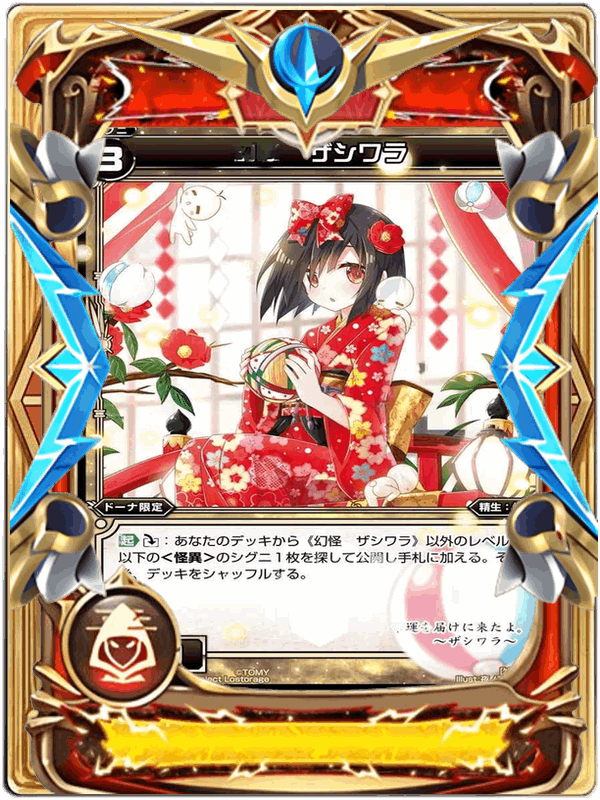 3
ザシワラ
ドーナ限定
精生:
起 : あなたのデッキから《幻怪　ザシワラ》以外のレベル
以下の<怪異>のシグニ1枚を探して公開し手札に加える。そ
、デッキをシャッフルする。
運を届けに来たよ。
～ザシワラ～
©TOMY
ject Lostorage
Illust